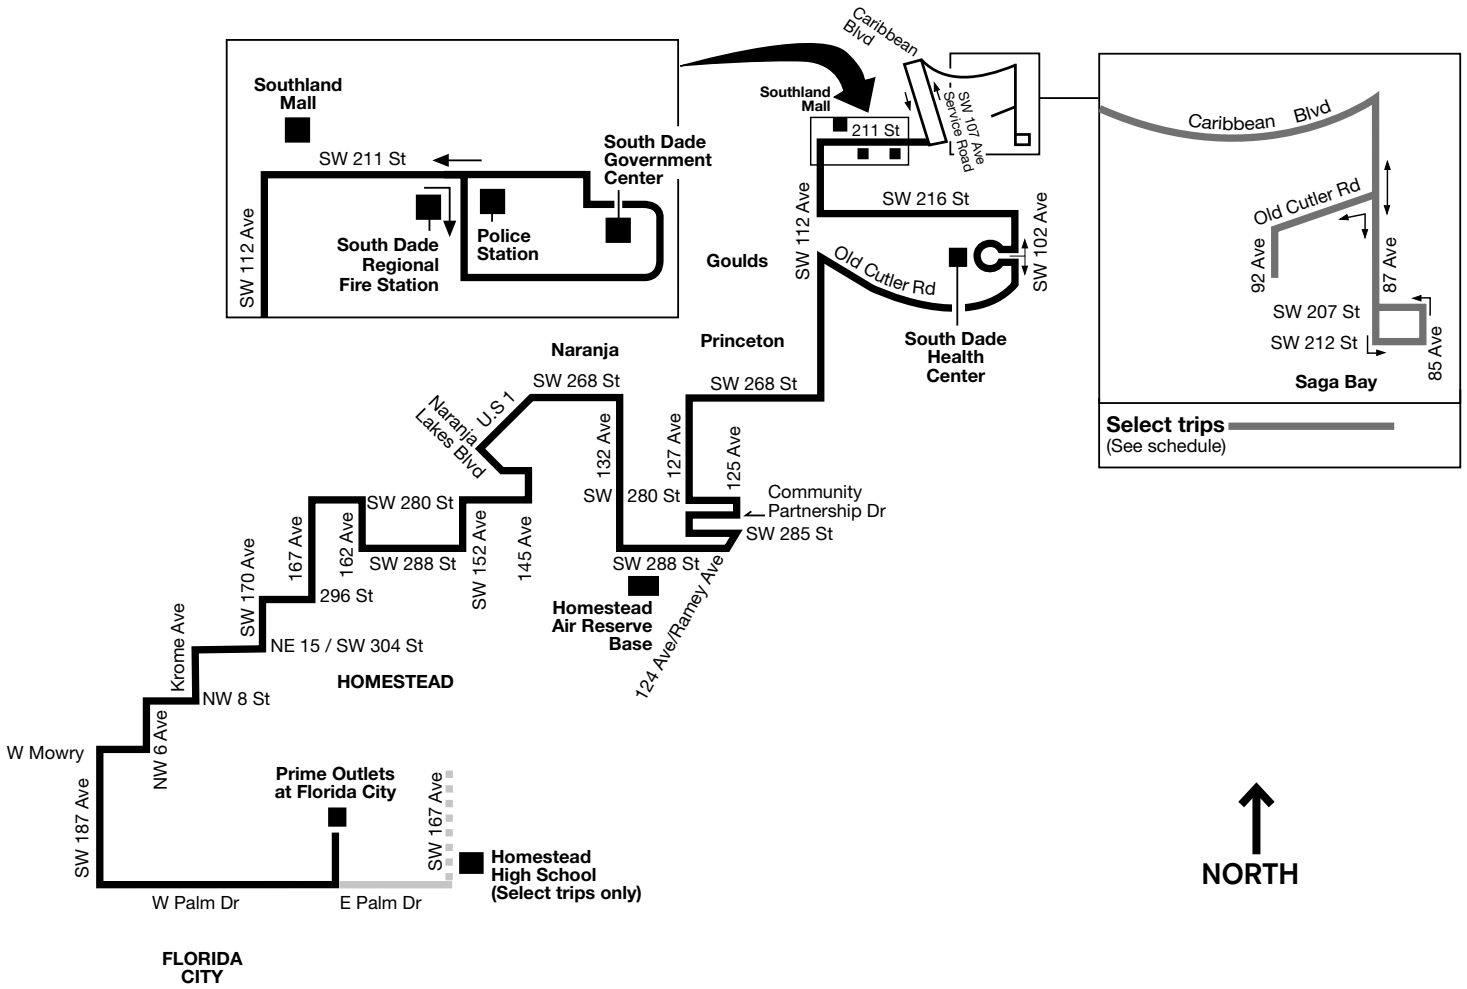 Southland
Mall
SW 211 St
South Dade
Government
Center
SW 112 Ave
South Dade
Regional
Fire Station
Police
Station
Caribbean
Blvd
Southland
Mall
211 St
SW 107 Ave
Service Road
SW 112 Ave
SW 216 St
SW 102 Ave
Goulds
Old Cutler Rd
South Dade
Health
Center
Caribbean Blvd
Old Cutler Rd
92 Ave
87 Ave
SW 207 St
SW 212 St
85 Ave
Saga Bay
Select trips
(See schedule)
Princeton
Naranja
SW 268 St
SW 268 St
U.S 1
Naranja
Lakes Blvd
132 Ave
127 Ave
125 Ave
SW 280 St
SW 280 St
Community
Partnership Dr
SW 285 St
SW 288 St
SW 288 St
124 Ave/Ramey Ave
Homestead
Air Reserve
Base
145 Ave
SW 152 Ave
162 Ave
167 Ave
296 St
SW 170 Ave
NE 15 / SW 304 St
Krome Ave
HOMESTEAD
NW 8 St
NW 6 Ave
W Mowry
SW 187 Ave
Prime Outlets
at Florida City
SW 167 Ave
Homestead
High School
(Select trips only)
W Palm Dr
E Palm Dr
FLORIDA
CITY
NORTH